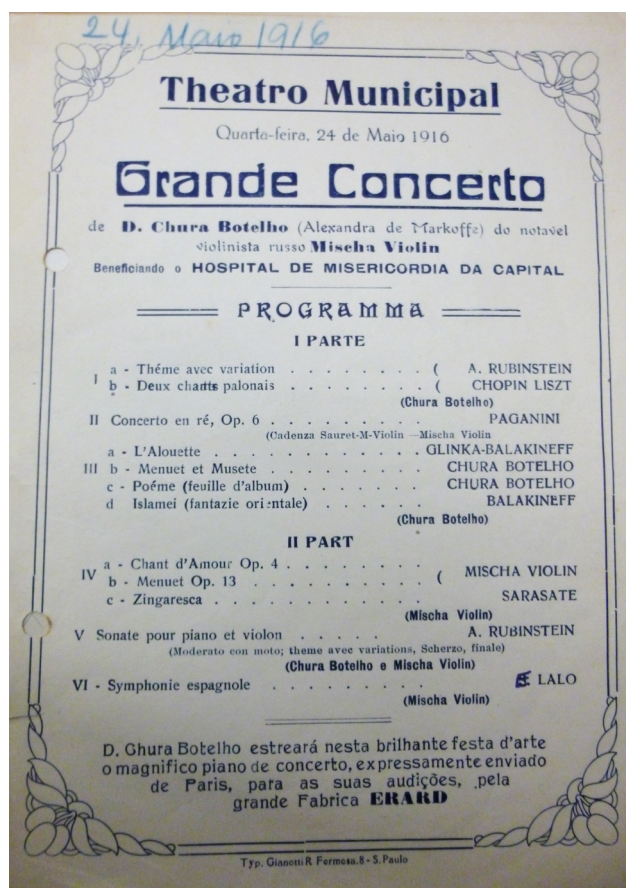 24, Maio 1916
Theatro Municipal
Quarta-feira, 24 de Maio 1916
Grande Concerto
de D. Chura Botelho (Alexandra de Markoffe) do notavel
violinista russo Mischa Violin
Beneficiando o HOSPITAL DE MISERICORDIA DA CAPITAL
PROGRAMMA
I PARTE
I a - Théme avec variation . . . . . . . . ( A. RUBINSTEIN
b - Deux chants palonais . . . . . . . . ( CHOPIN LISZT
(Chura Botelho)
II Concerto en ré, Op. 6 . . . . . . . . . PAGANINI
(Cadenza Sauret-M-Violin —Mischa Violin
a - L'Alouette . . . . . . . . . . . . . GLINKA-BALAKINEFF
III b - Menuet et Musete . . . . . . . . . CHURA BOTELHO
c - Poéme (feuille d'album) . . . . . . . CHURA BOTELHO
d Islamei (fantazie orientale) . . . . . . BALAKINEFF
(Chura Botelho)
II PART
IV a - Chant d'Amour Op. 4 . . . . . . . .
b - Menuet Op. 13 . . . . . . . . . . ( MISCHA VIOLIN
c - Zingaresca . . . . . . . . . . . . SARASATE
(Mischa Violin)
V Sonate pour piano et violon . . . . . A. RUBINSTEIN
(Moderato con moto; theme avec variations, Scherzo, finale)
(Chura Botelho e Mischa Violin)
VI - Symphonie espagnole . . . . . . . . . E LALO
(Mischa Violin)
D. Ghura Botelho estreará nesta brilhante festa d'arte
o magnifico piano de concerto, expressamente enviado
de Paris, para as suas audições, pela
grande Fabrica ERARD
Typ. Gianotti R. Formosa, 8 - S. Paulo